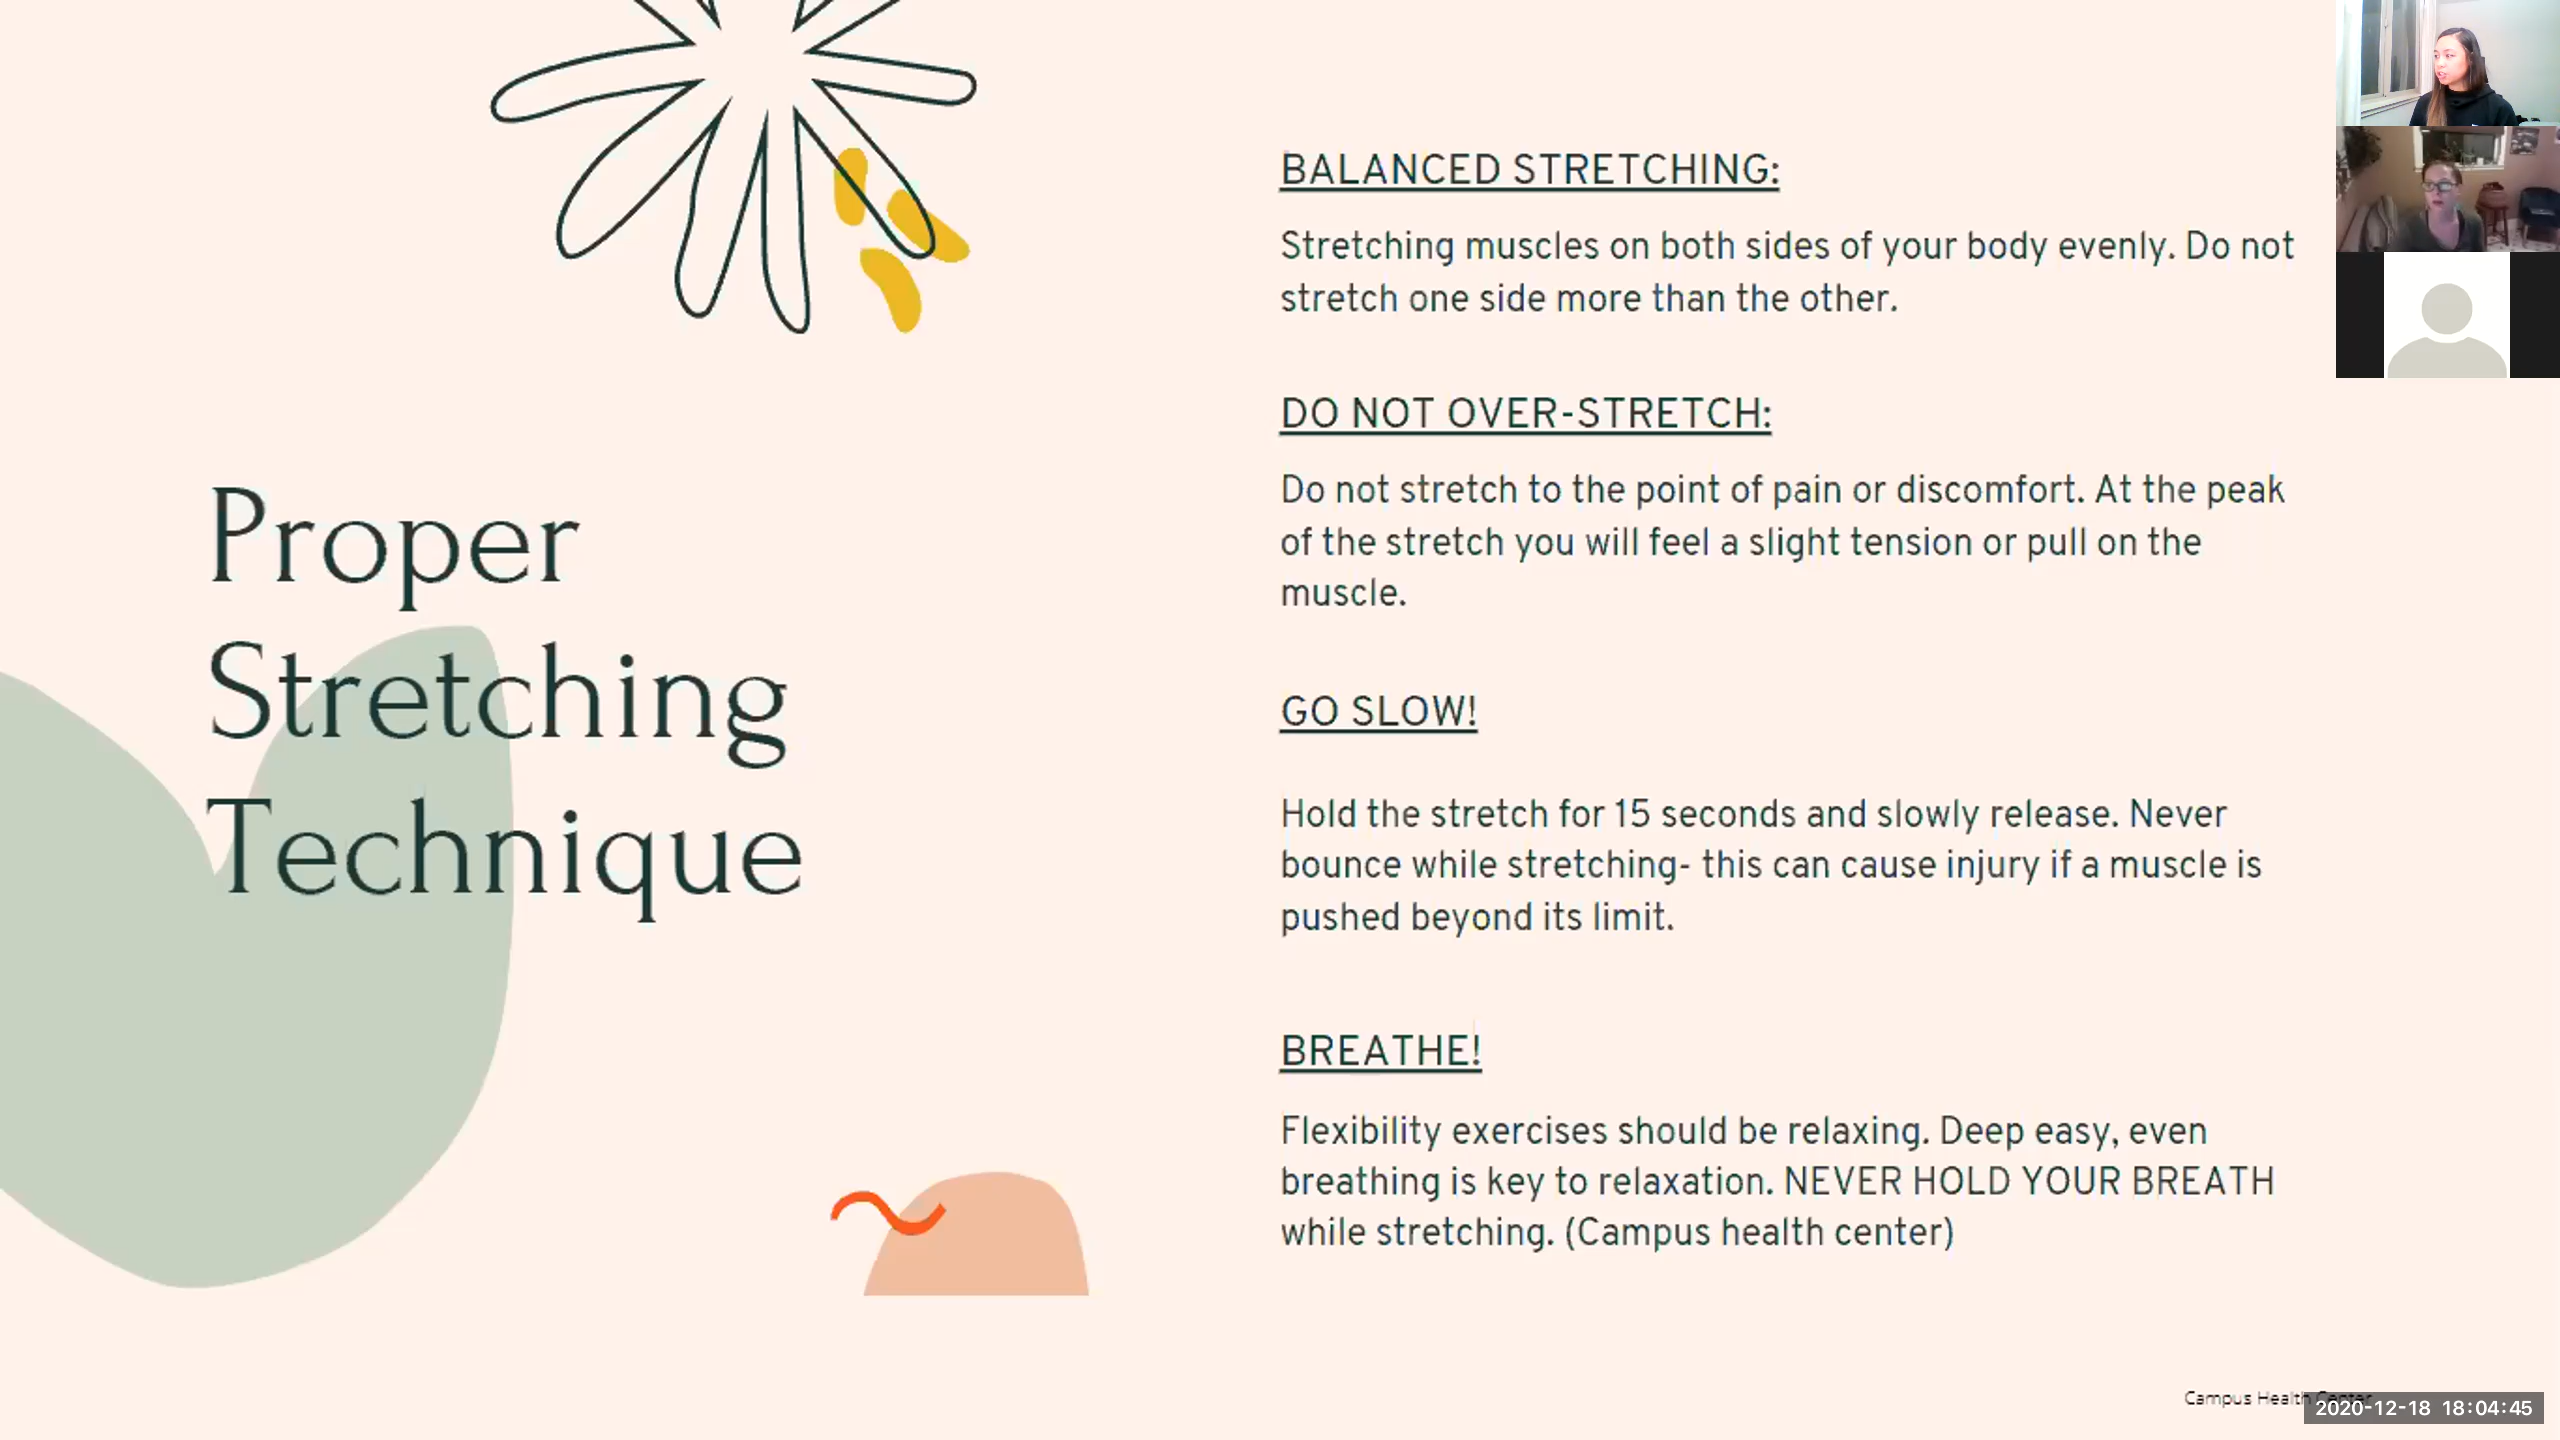 Proper
Stretching
Technique
BALANCED STRETCHING:
Stretching muscles on both sides of your body evenly. Do not
stretch one side more than the other.
DO NOT OVER-STRETCH:
Do not stretch to the point of pain or discomfort. At the peak
of the stretch you will feel a slight tension or pull on the
muscle.
GO SLOW!
Hold the stretch for 15 seconds and slowly release. Never
bounce while stretching- this can cause injury if a muscle is
pushed beyond its limit.
BREATHE!
Flexibility exercises should be relaxing. Deep easy, even
breathing is key to relaxation. NEVER HOLD YOUR BREATH
while stretching. (Campus health center)
Campus Health Center
2020-12-18 18:04:45